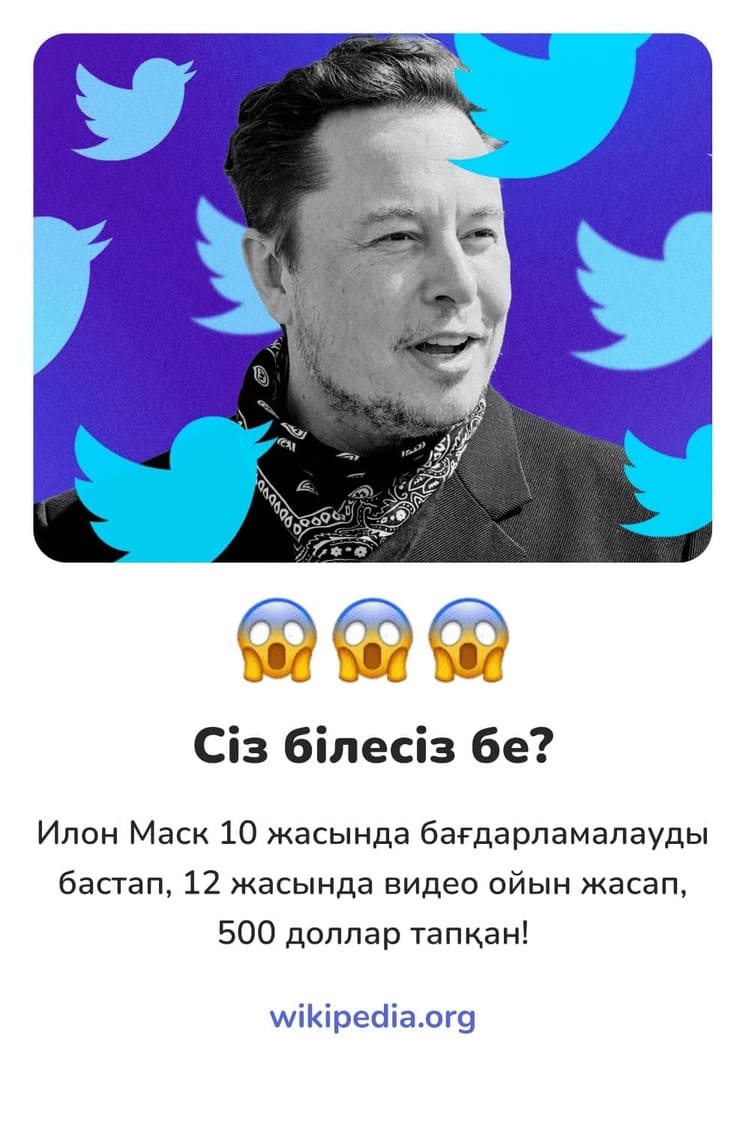 Сіз білесіз бе?
Илон Маск 10 жасында бағдарламалауды
бастап, 12 жасында видео ойын жасап,
500 доллар тапқан!
wikipedia.org